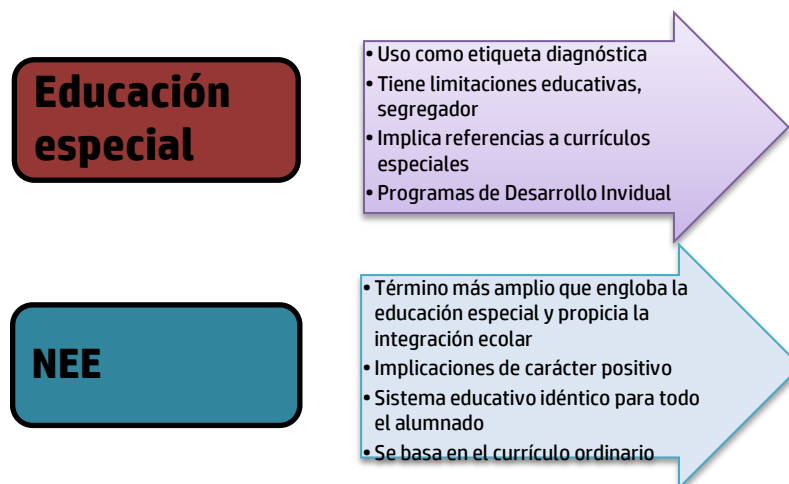 Educación
especial
• Uso como etiqueta diagnóstica
• Tiene limitaciones educativas,
segregador
• Implica referencias a currículos
especiales
• Programas de Desarrollo Invidual
NEE
• Término más amplio que engloba la
educación especial y propicia la
integración ecolar
• Implicaciones de carácter positivo
• Sistema educativo idéntico para todo
el alumnado
• Se basa en el currículo ordinario